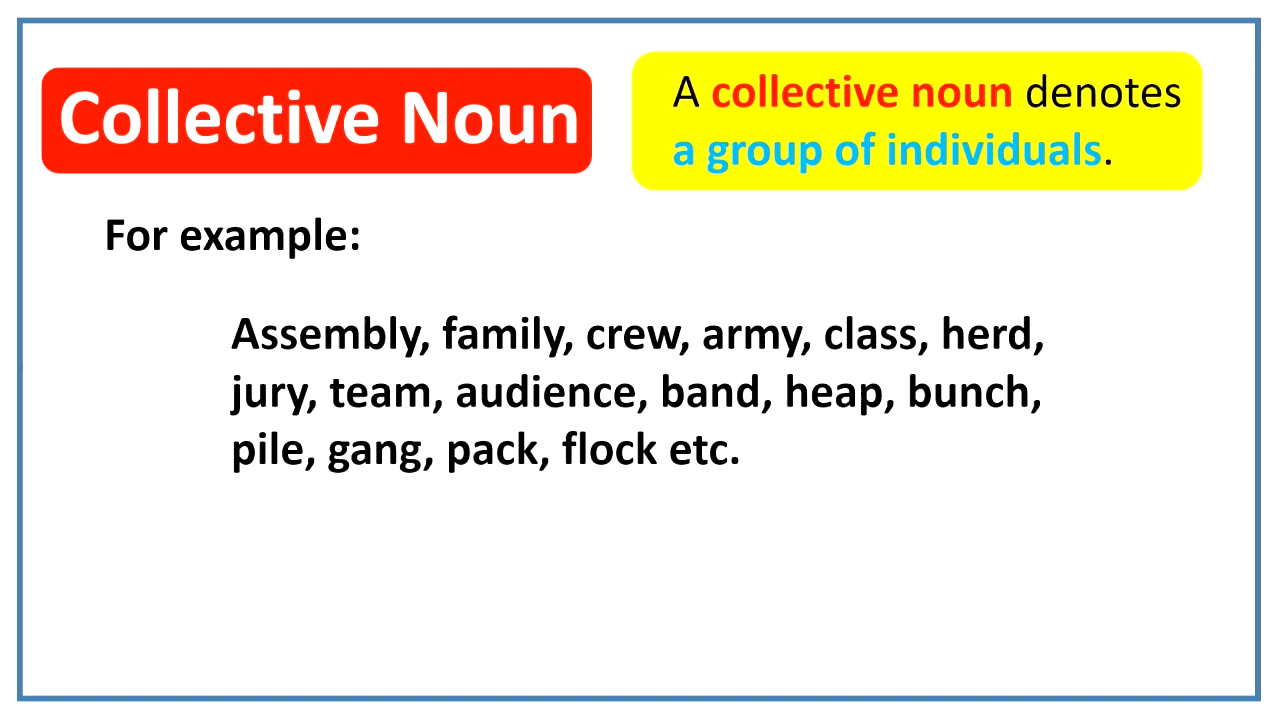 Collective Noun
A collective noun denotes
a group of individuals.
For example:
Assembly, family, crew, army, class, herd,
jury, team, audience, band, heap, bunch,
pile, gang, pack, flock etc.